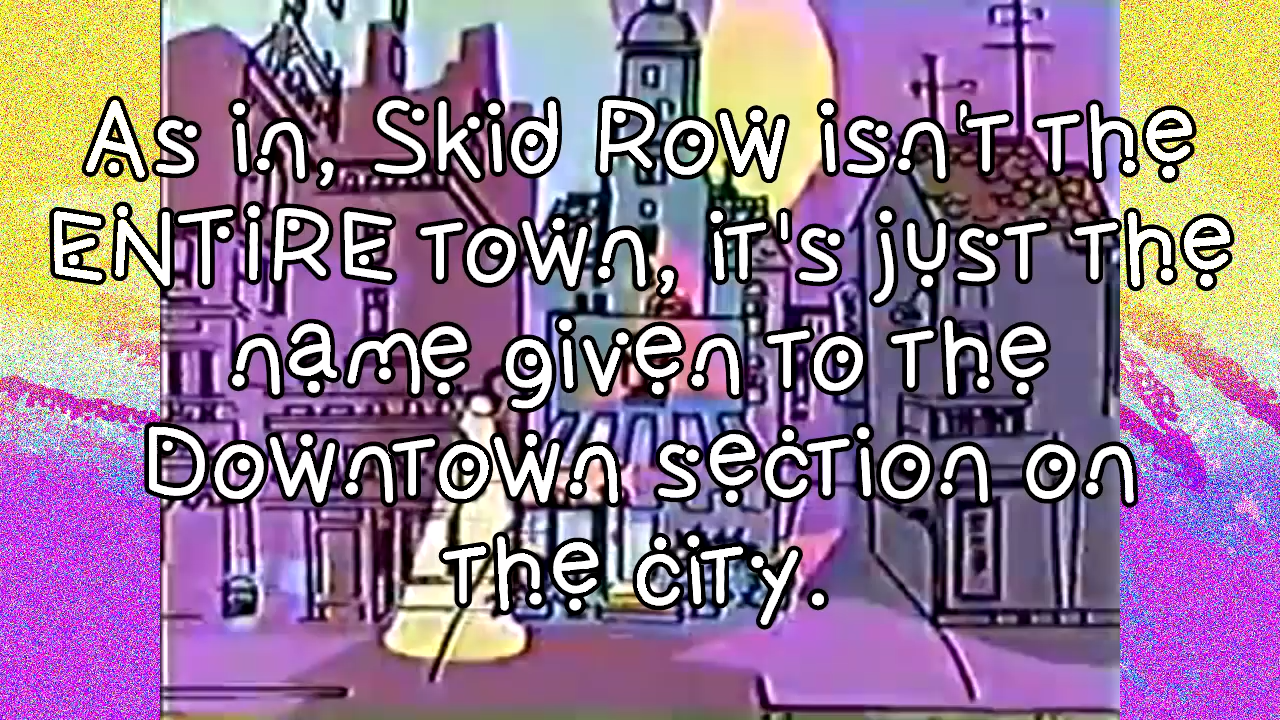 As in, Skid Row isn't the
ENTIRE town, it's just the
name given to the
Downtown section on
the city.